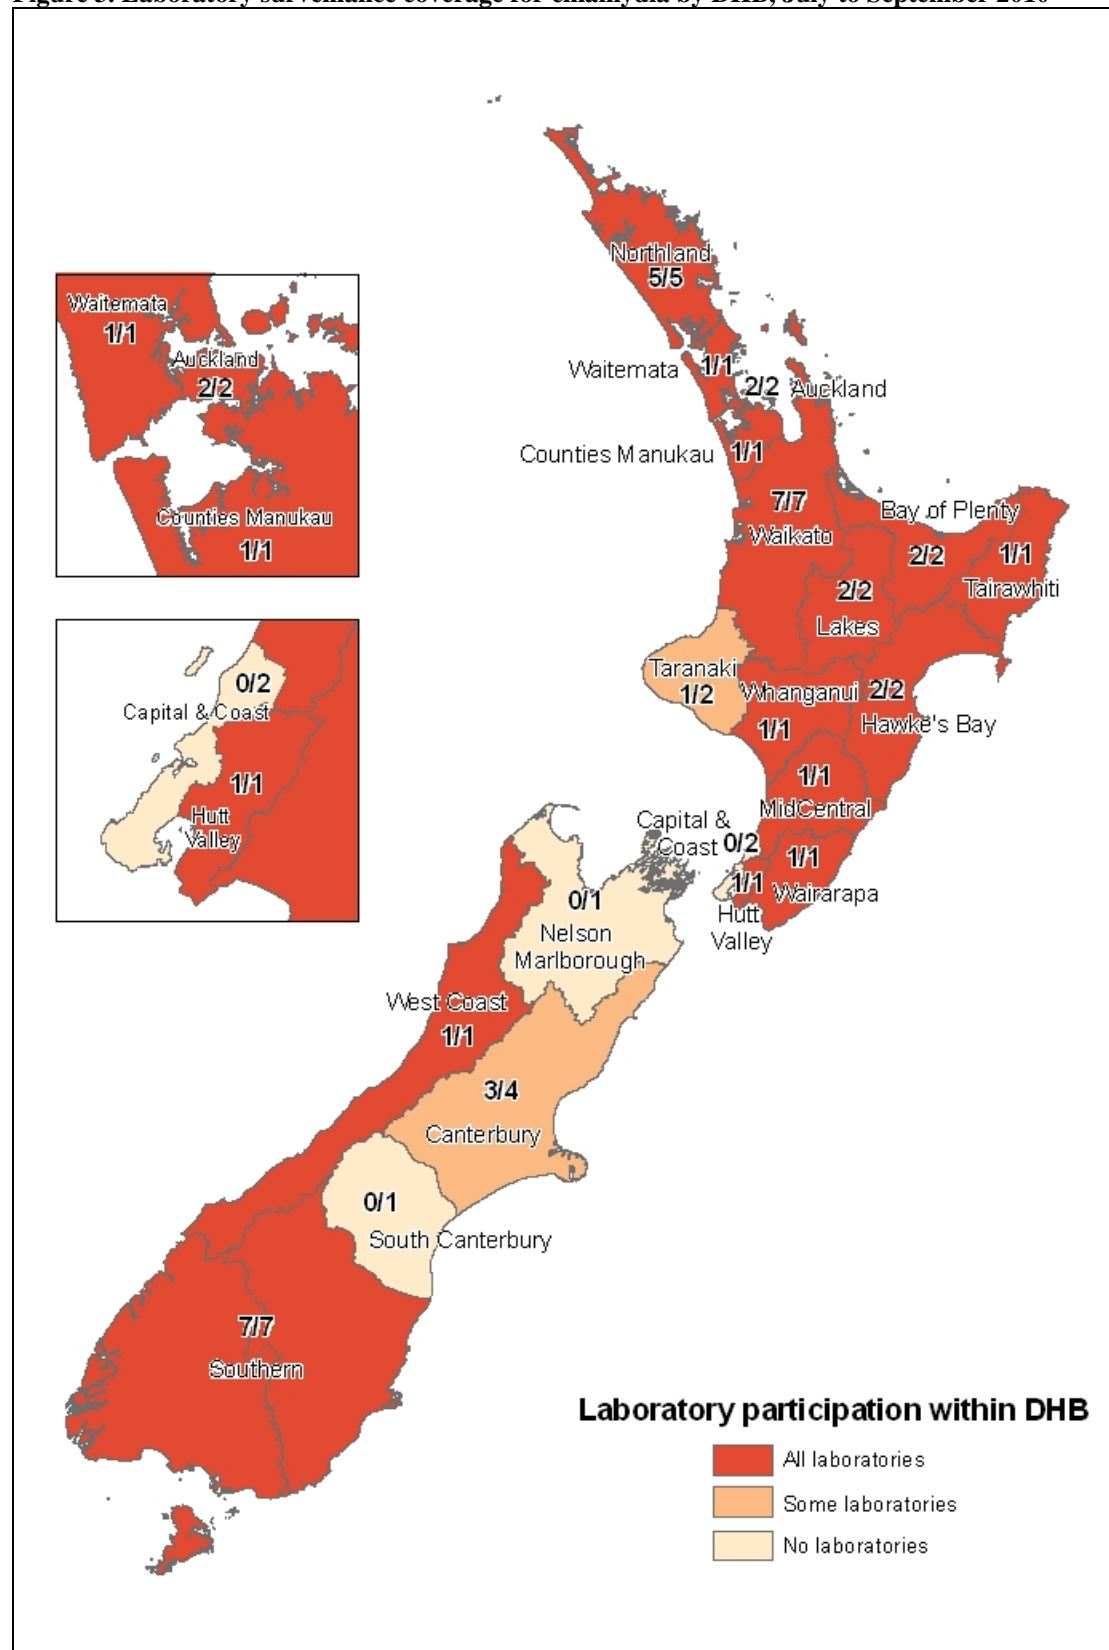 Figure 3. Laboratory surveillance coverage for chlamydia by DHB, July to September 2010
Northland
5/5
Waitemata
1/1
Auckland
2/2
Counties Manukau
1/1
Waitemata
1/1
2/2
Auckland
Counties Manukau
1/1
7/7
Waikato
Bay of Plenty
2/2
1/1
Tairawhiti
2/2
Lakes
Taranaki
1/2
Whanganui
1/1
2/2
Hawke's Bay
1/1
MidCentral
0/2
Capital & Coast
1/1
Hutt
Valley
Capital &
Coast
0/2
1/1
Wairarapa
1/1
Hutt
Valley
0/1
Nelson
Marlborough
West Coast
1/1
3/4
Canterbury
0/1
South Canterbury
7/7
Southern
Laboratory participation within DHB
All laboratories
Some laboratories
No laboratories